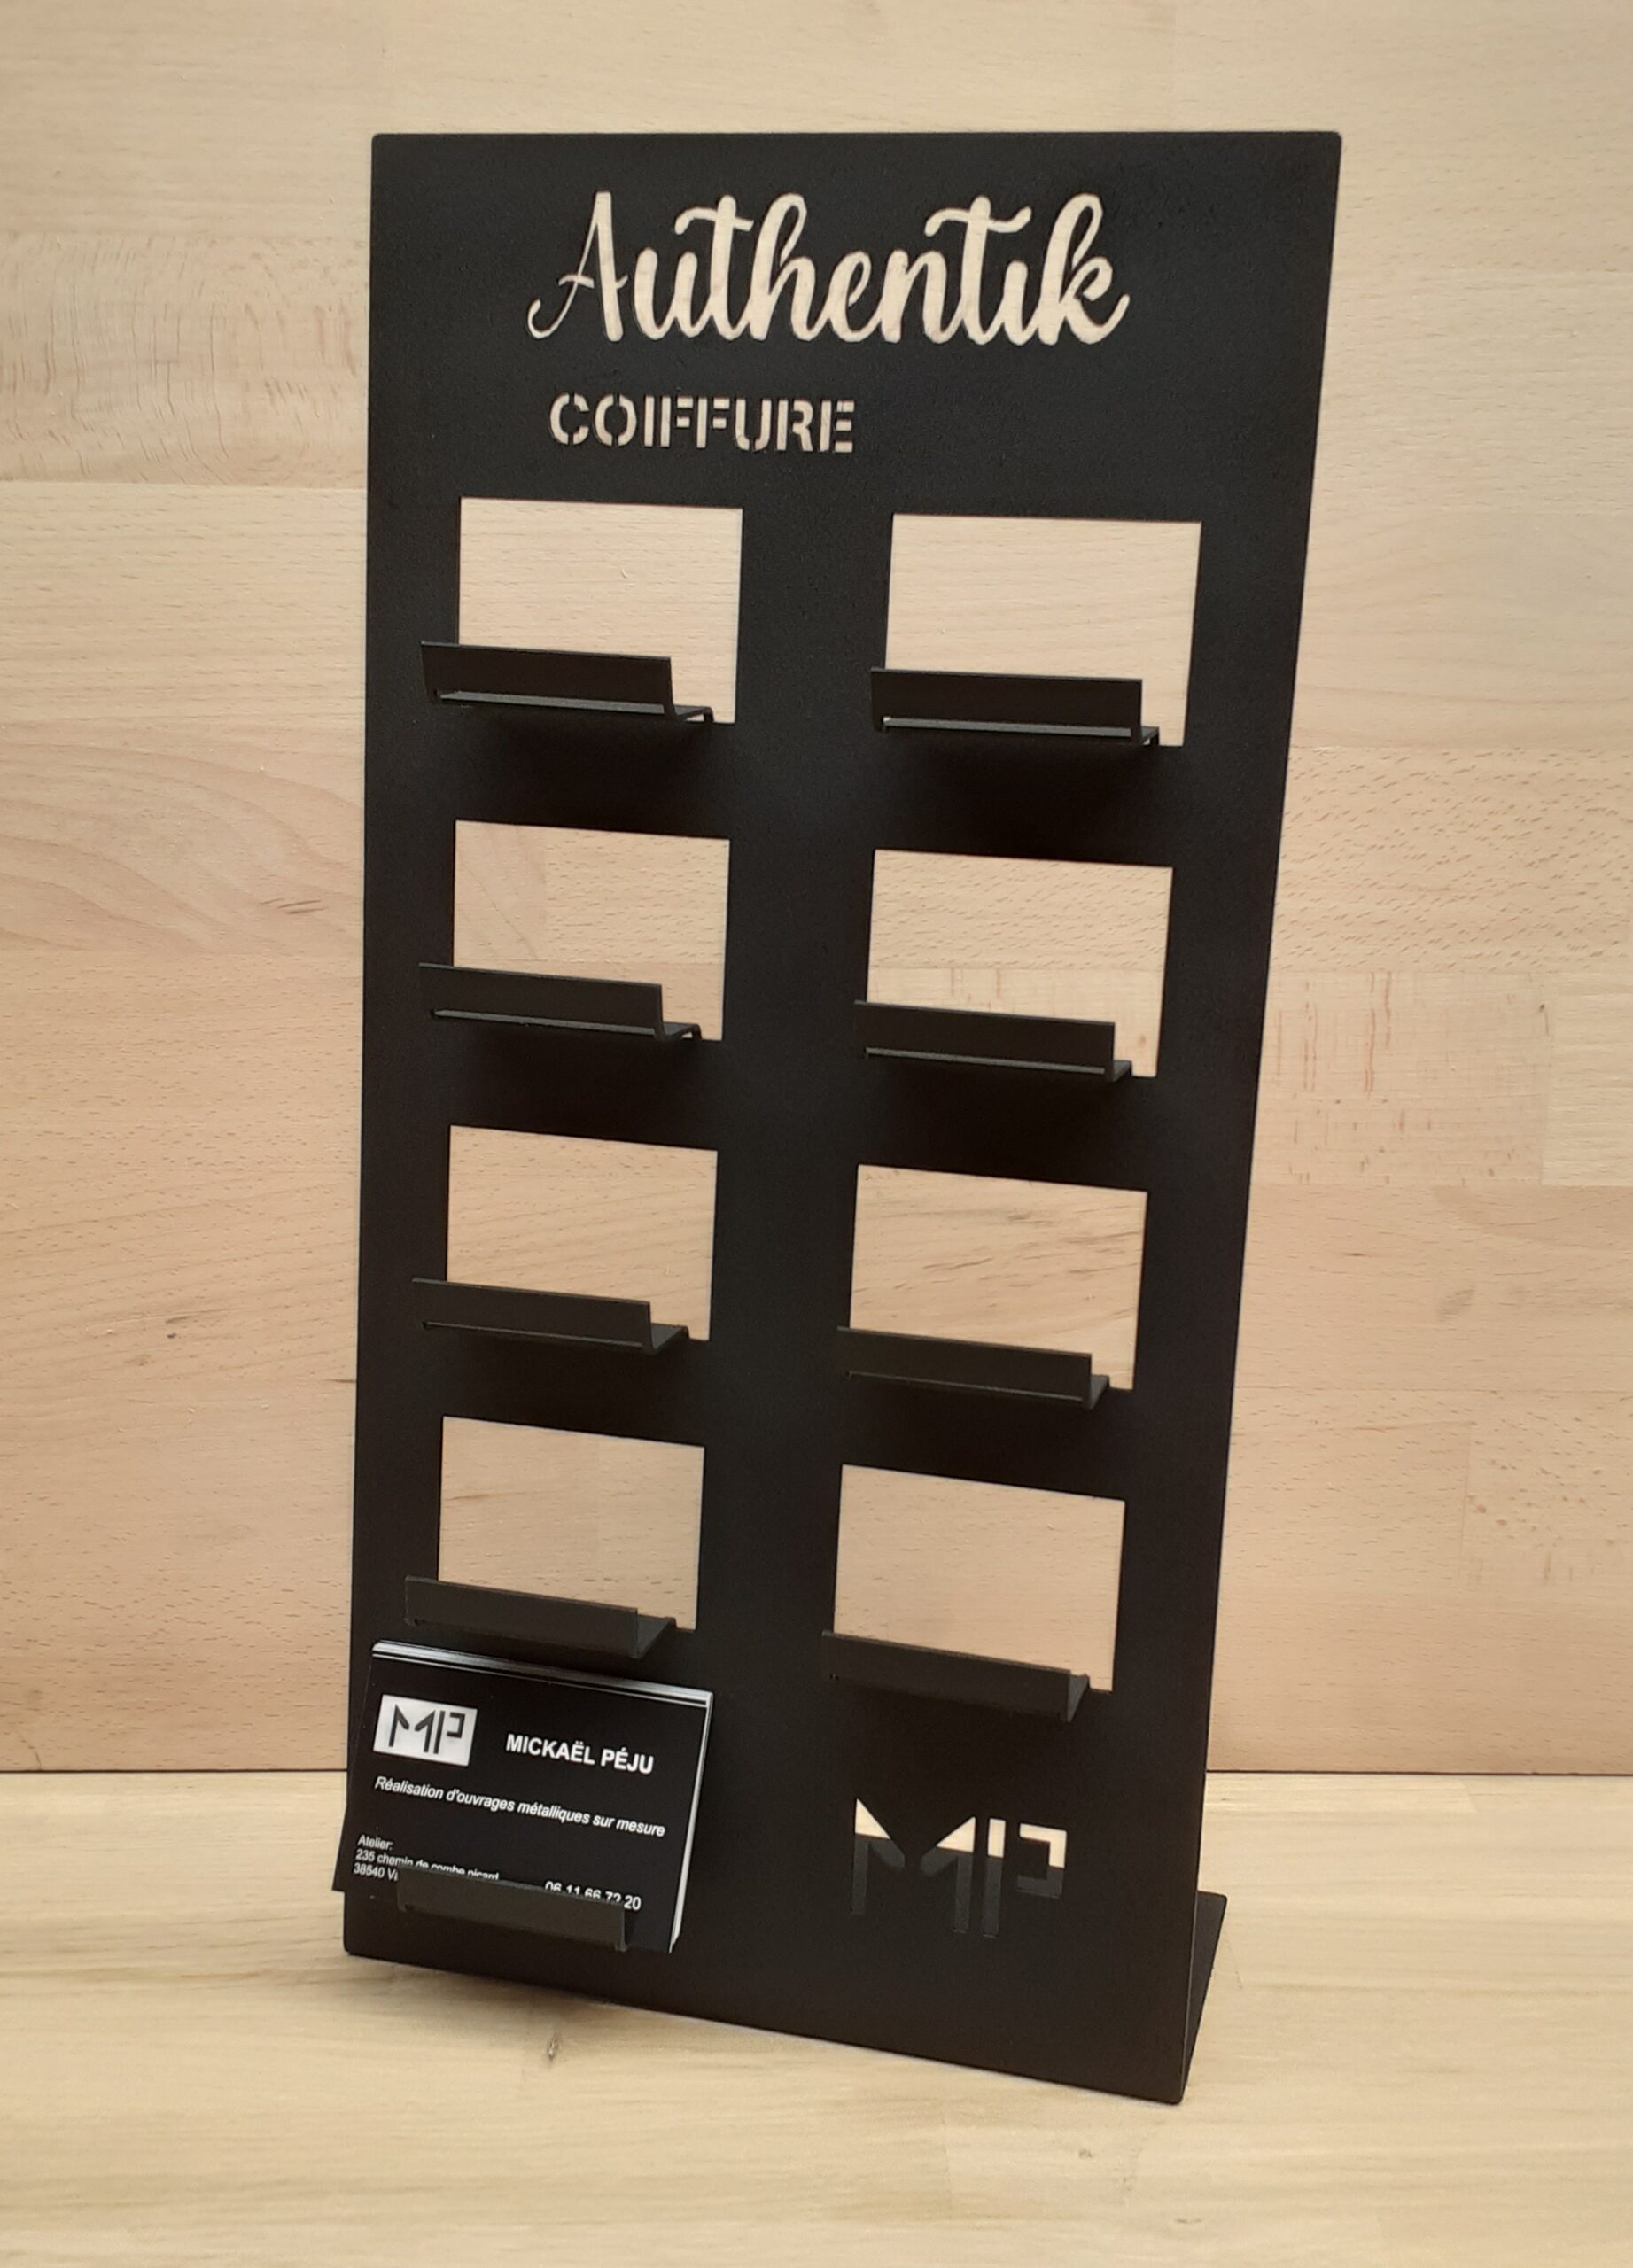 Authentik
COIFFURE
MP
MICKAËL PÉJU
Réalisation d'ouvrages métalliques sur mesure
Atelier:
235 chemin de combe picard
38540
06.11.66.72.20
MP